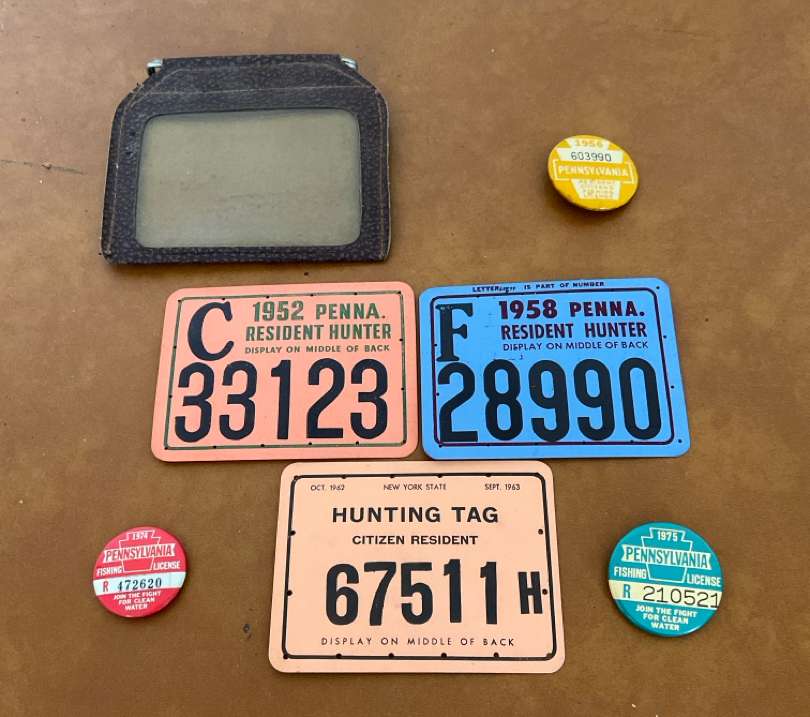 1956
603990
PENNSYLVANIA
C
1952 PENNA.
RESIDENT HUNTER
DISPLAY ON MIDDLE OF BACK
33123
LETTER IS PART OF NUMBER
F
1958 PENNA.
RESIDENT HUNTER
DISPLAY ON MIDDLE OF BACK
28990
OCT. 1962 NEW YORK STATE SEPT. 1963
HUNTING TAG
CITIZEN RESIDENT
67511 H
DISPLAY ON MIDDLE OF BACK
1974
PENNSYLVANIA
FISHING LICENSE
R 472620
JOIN THE FIGHT
FOR CLEAN
WATER
1975
PENNSYLVANIA
FISHING LICENSE
R 210521
JOIN THE FIGHT
FOR CLEAN
WATER